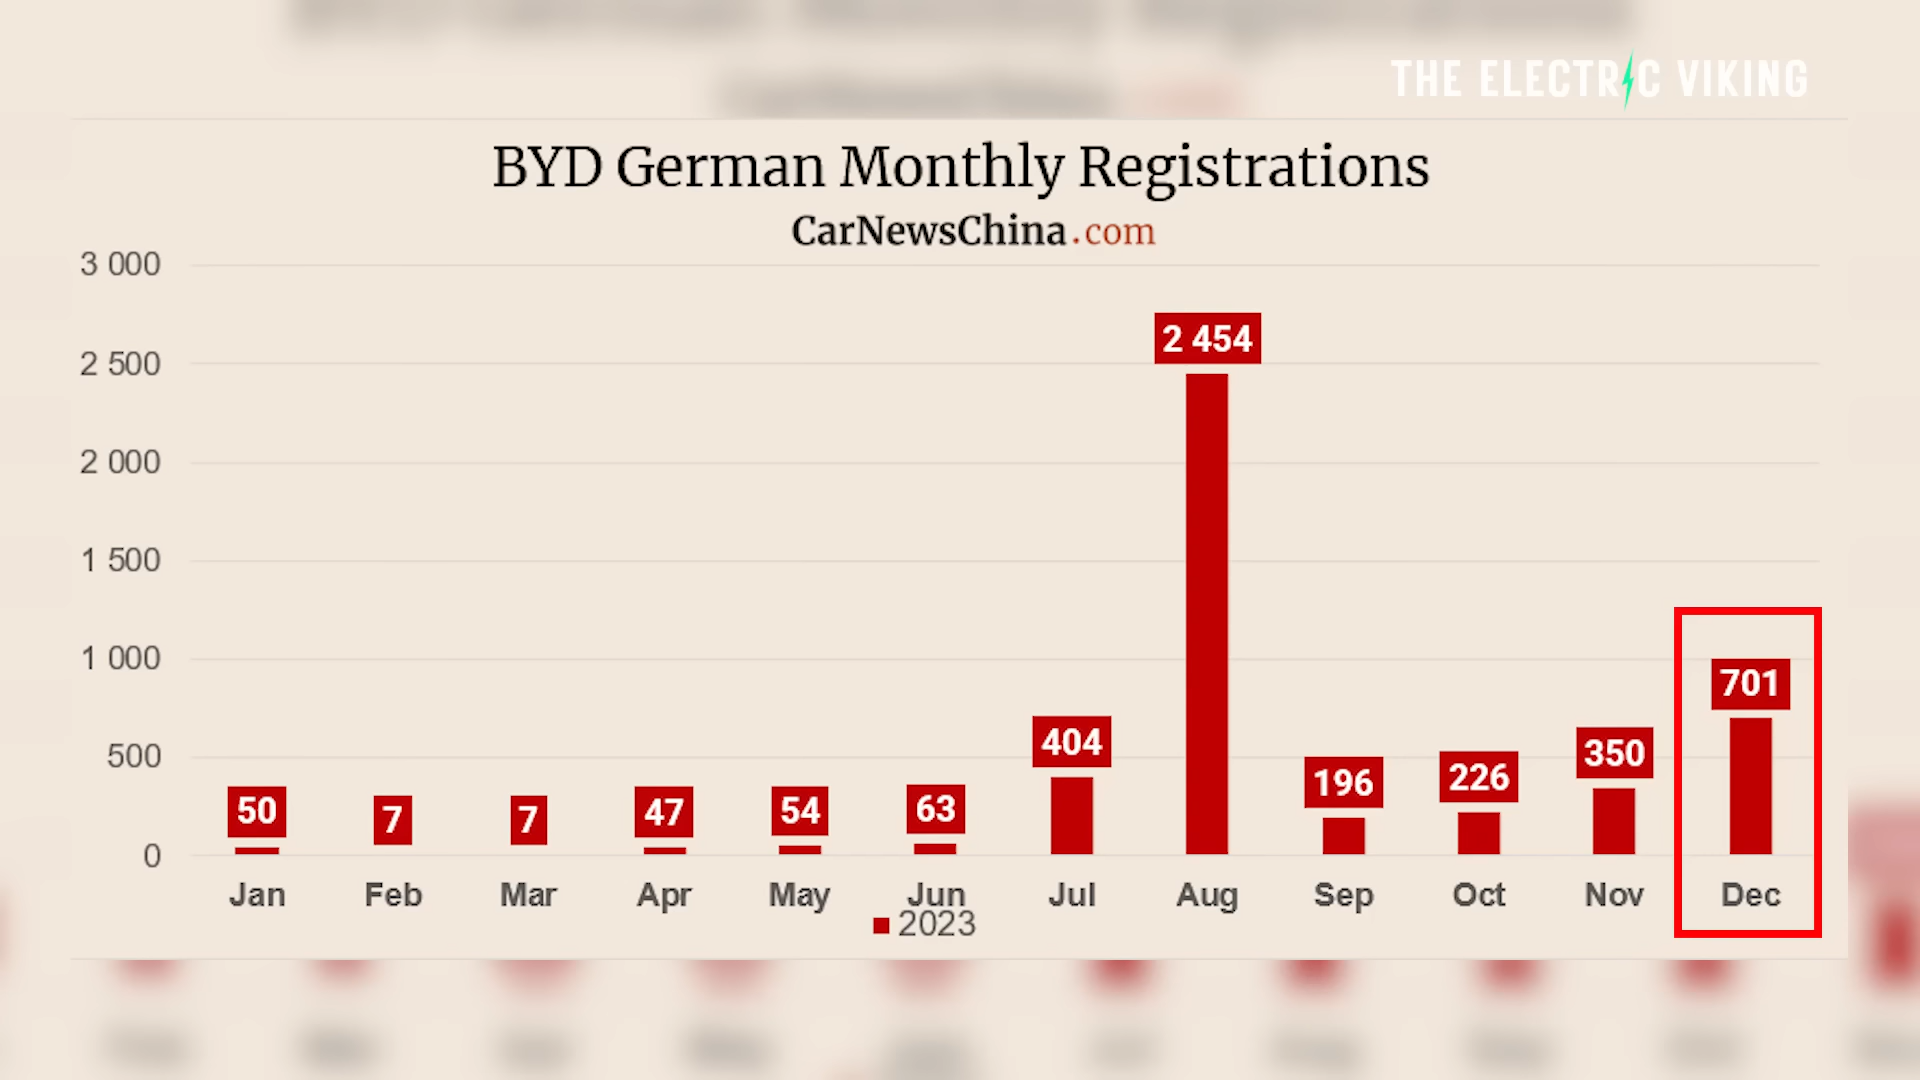 THE ELECTRIC VIKING
BYD German Monthly Registrations
CarNewsChina.com
3 000
2 500
2 000
1 500
1 000
500
0
50
7
7
47
54
63
404
2 454
196
226
350
701
Jan
Feb
Mar
Apr
May
Jun
Jul
Aug
Sep
Oct
Nov
Dec
2023